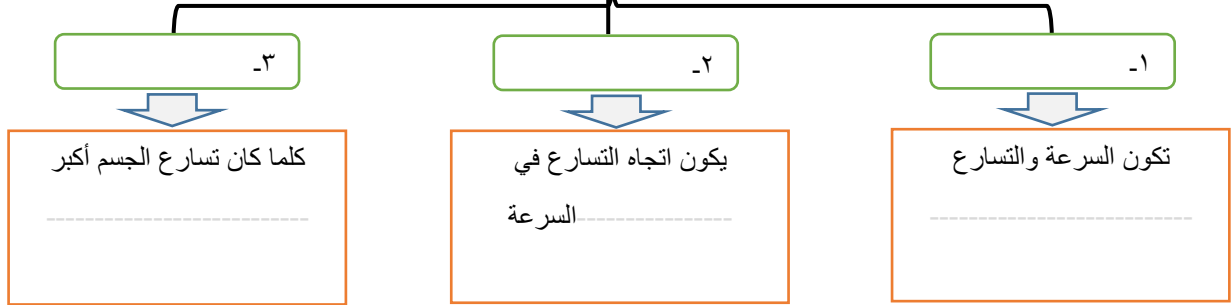 ١-
٢-
٣-
تكون السرعة والتسارع
---------------------------
يكون اتجاه التسارع في
----------------السرعة
كلما كان تسارع الجسم أكبر
---------------------------